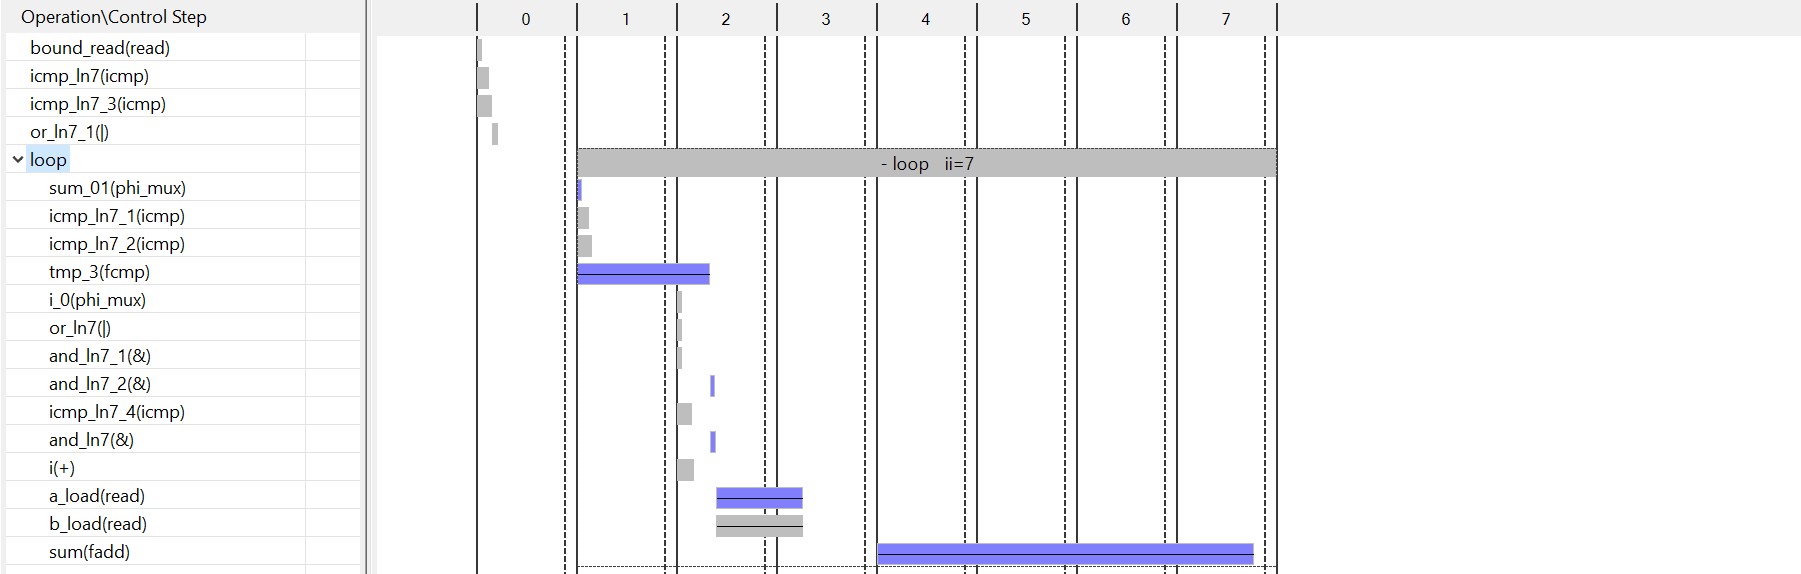 Operation\Control Step 0 1 2 3 4 5 6 7
bound_read(read)
icmp_ln7(icmp)
icmp_ln7_3(icmp)
or_ln7_1(|)
loop - loop ii=7
sum_01(phi_mux)
icmp_ln7_1(icmp)
icmp_ln7_2(icmp)
tmp_3(fcmp)
i_0(phi_mux)
or_ln7(|)
and_ln7_1(&)
and_ln7_2(&)
icmp_ln7_4(icmp)
and_ln7(&)
i(+)
a_load(read)
b_load(read)
sum(fadd)